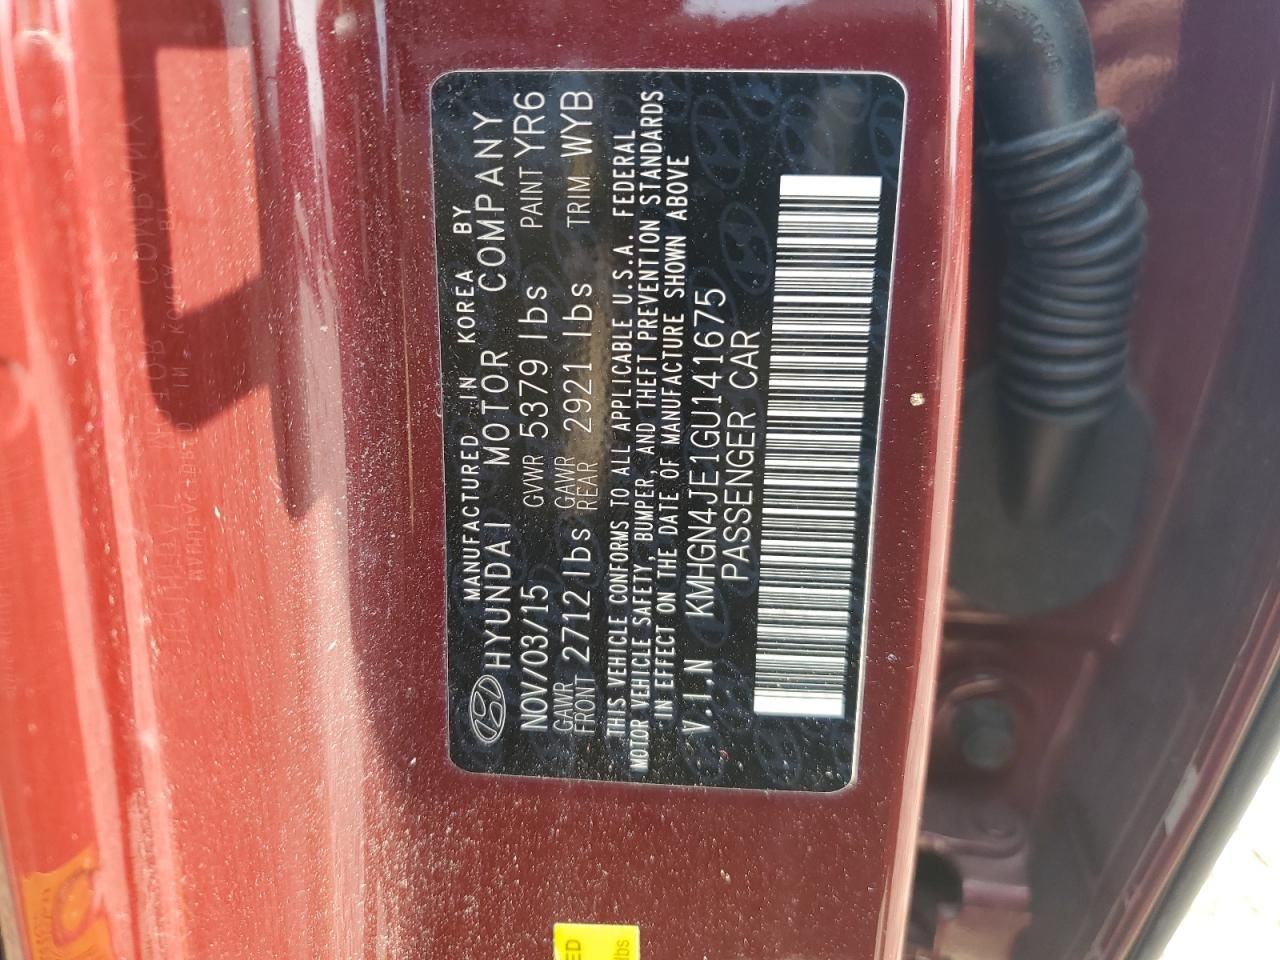 MANUFACTURED IN KOREA BY
HYUNDAI MOTOR COMPANY
NOV/03/15 GVWR 5379 lbs PAINT YR6
GAWR FRONT 2712 lbs GAWR REAR 2921 lbs TRIM WYB
THIS VEHICLE CONFORMS TO ALL APPLICABLE U.S.A. FEDERAL
MOTOR VEHICLE SAFETY, BUMPER, AND THEFT PREVENTION STANDARDS
IN EFFECT ON THE DATE OF MANUFACTURE SHOWN ABOVE
V.I.N KMHGN4JE1GU141675
PASSENGER CAR
ED
lbs